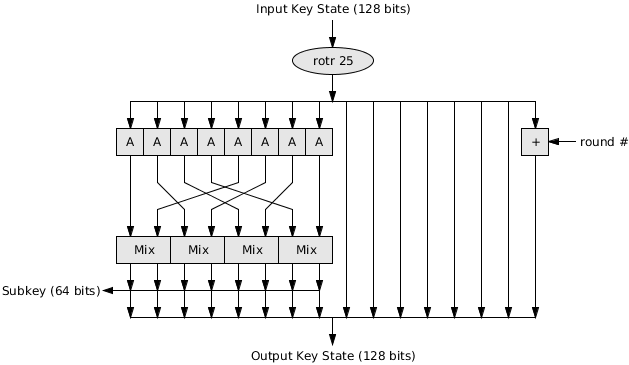 Input Key State (128 bits)
rotr 25
A A A A A A A A + round #
Mix Mix Mix Mix
Subkey (64 bits)
Output Key State (128 bits)